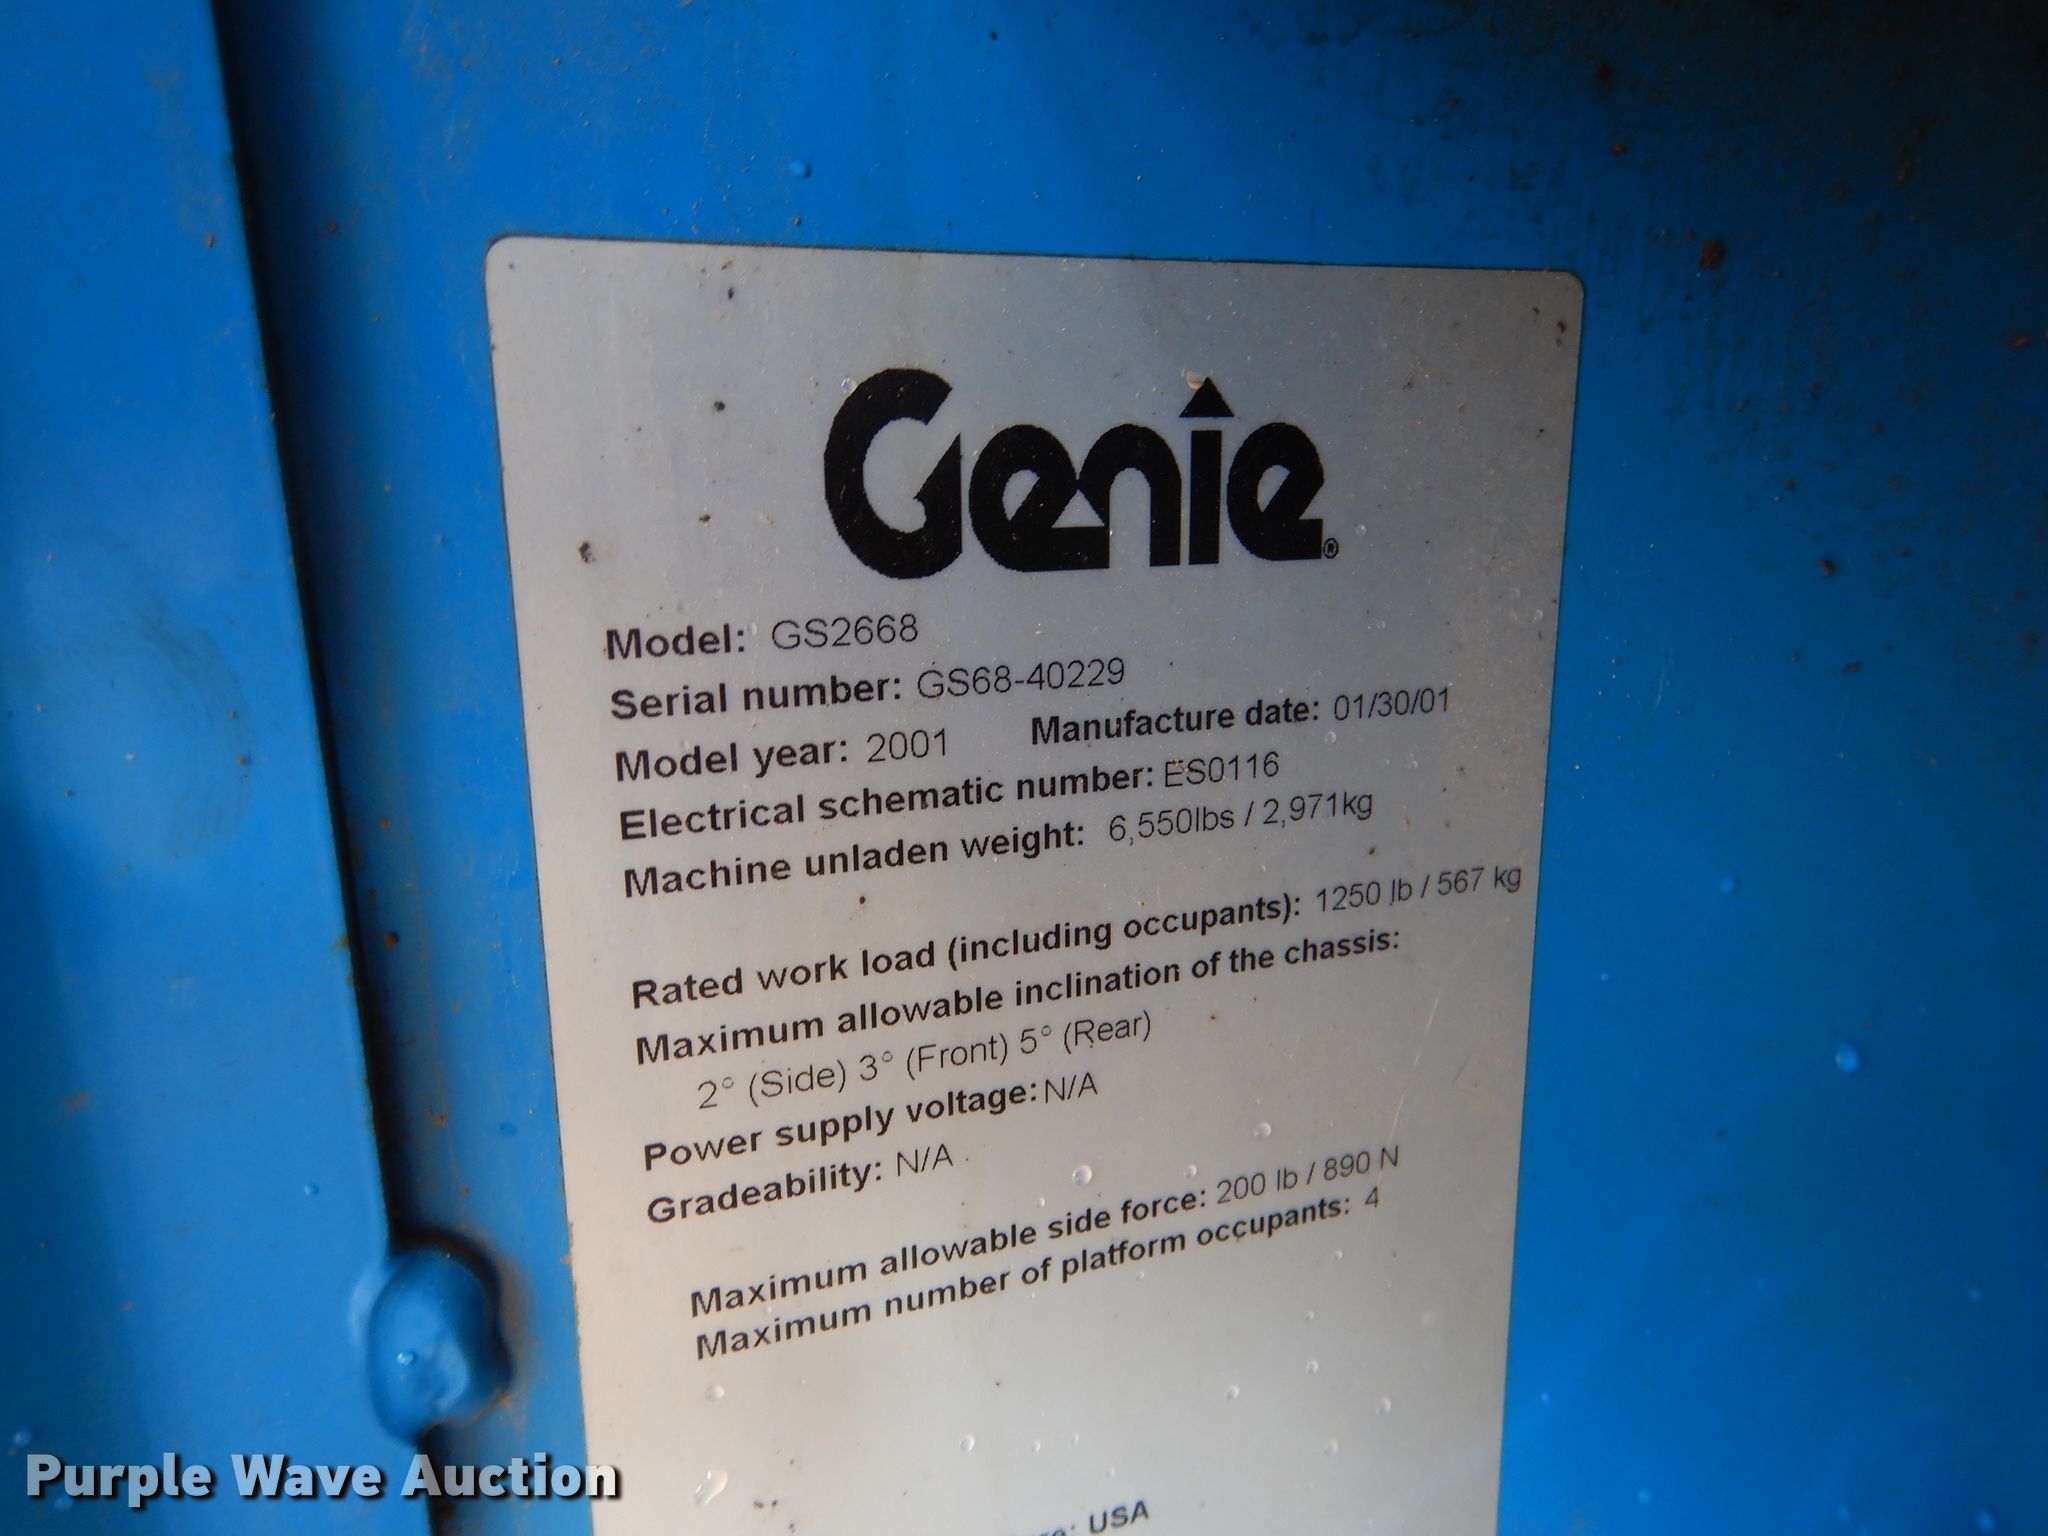 Genie®
Model: GS2668
Serial number: GS68-40229
Model year: 2001 Manufacture date: 01/30/01
Electrical schematic number: ES0116
Machine unladen weight: 6,550lbs / 2,971kg
Rated work load (including occupants): 1250 lb / 567 kg
Maximum allowable inclination of the chassis:
2° (Side) 3° (Front) 5° (Rear)
Power supply voltage: N/A
Gradeability: N/A
Maximum allowable side force: 200 lb / 890 N
Maximum number of platform occupants: 4
USA
Purple Wave Auction